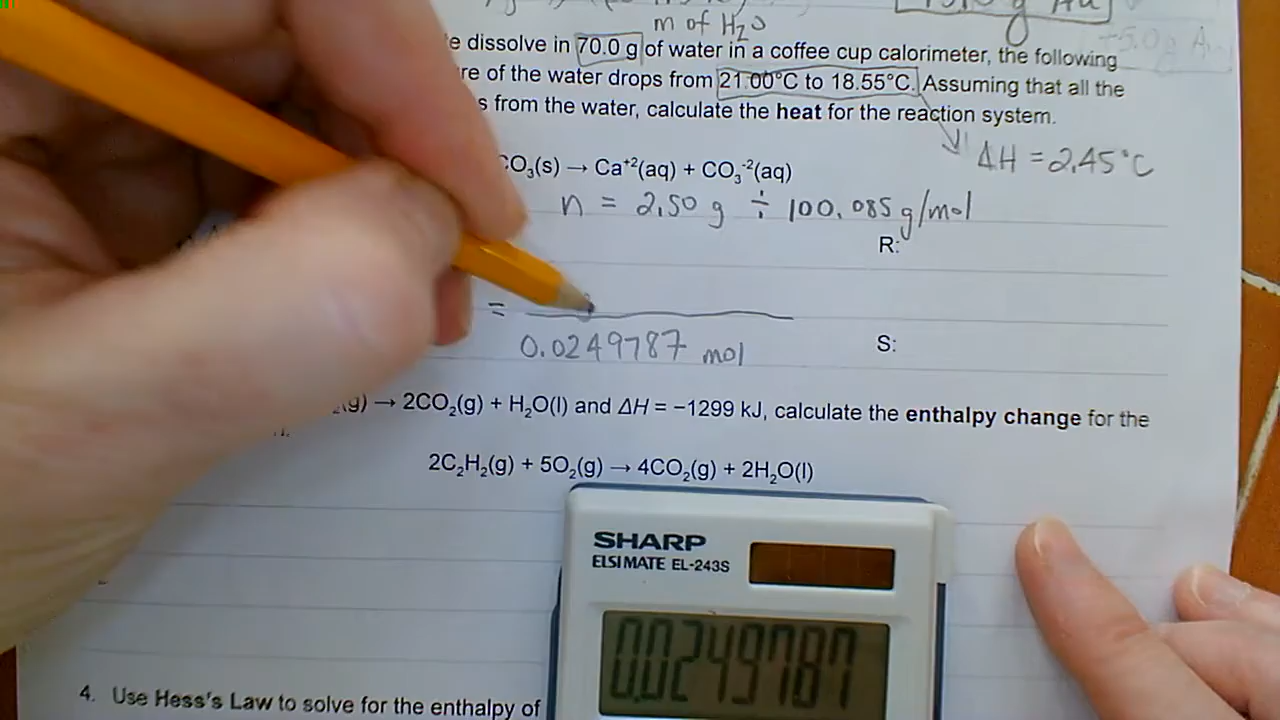 m of H₂O
e dissolve in 70.0 g of water in a coffee cup calorimeter, the following
re of the water drops from 21.00°C to 18.55°C. Assuming that all the
s from the water, calculate the heat for the reaction system.
ΔH = 2.45°C
CO₃(s) → Ca⁺²(aq) + CO₃⁻²(aq)
n = 2.50 g ÷ 100.085 g/mol
R:
=
0.0249787 mol
S:
(g) → 2CO₂(g) + H₂O(l) and ΔH = −1299 kJ, calculate the enthalpy change for the
2C₂H₂(g) + 5O₂(g) → 4CO₂(g) + 2H₂O(l)
SHARP
ELSIMATE EL-243S
0.0249787
4. Use Hess's Law to solve for the enthalpy of